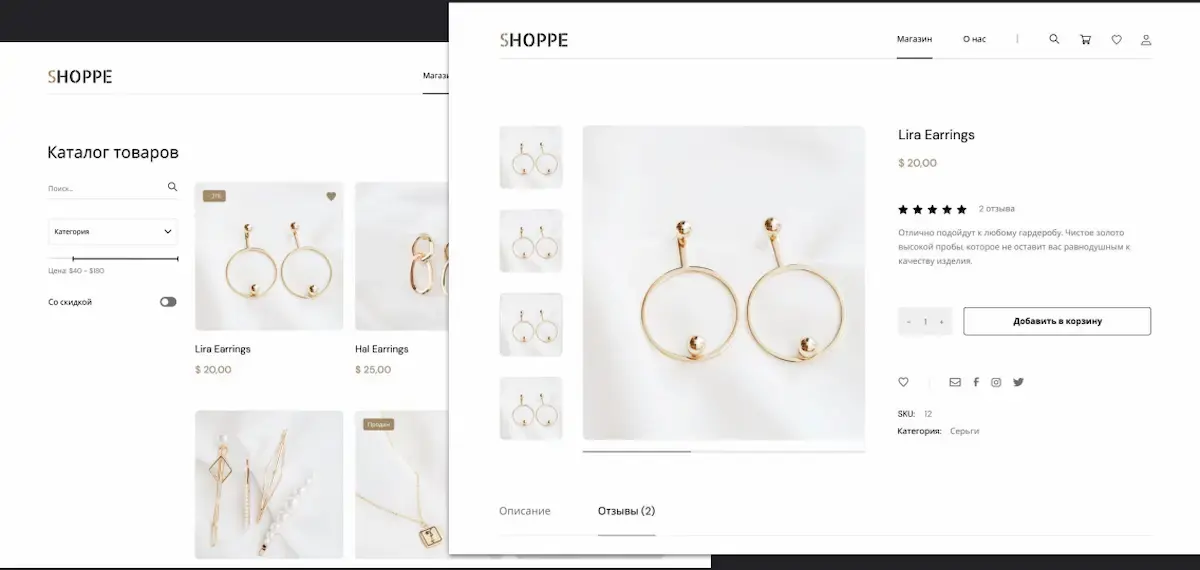 SHOPPE
Каталог товаров
Поиск...
Категория
Цена: $40 - $180
Со скидкой
Lira Earrings
$ 20,00
Hal Earrings
$ 25,00
Продан
SHOPPE
Магазин
О нас
Lira Earrings
$ 20,00
2 отзыва
Отлично подойдут к любому гардеробу. Чистое золото
высокой пробы, которое не оставит вас равнодушным к
качеству изделия.
- 1 +
Добавить в корзину
SKU: 12
Категория: Серьги
Описание
Отзывы (2)